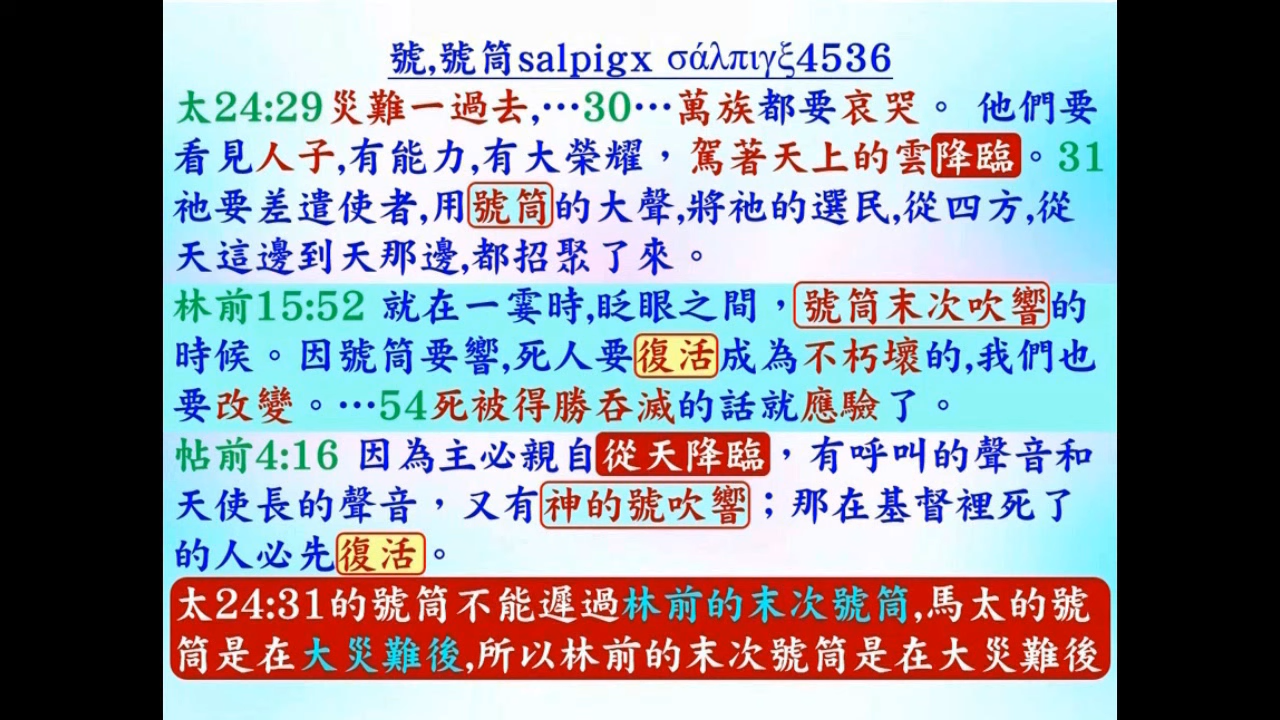 號,號筒salpigx σάλπιγξ4536
太24:29災難一過去,…30…萬族都要哀哭。 他們要
看見人子,有能力,有大榮耀，駕著天上的雲降臨。31
祂要差遣使者,用號筒的大聲,將祂的選民,從四方,從
天這邊到天那邊,都招聚了來。
林前15:52 就在一霎時,眨眼之間，號筒末次吹響的
時候。因號筒要響,死人要復活成為不朽壞的,我們也
要改變。…54死被得勝吞滅的話就應驗了。
帖前4:16 因為主必親自從天降臨，有呼叫的聲音和
天使長的聲音，又有神的號吹響；那在基督裡死了
的人必先復活。
太24:31的號筒不能遲過林前的末次號筒,馬太的號
筒是在大災難後,所以林前的末次號筒是在大災難後